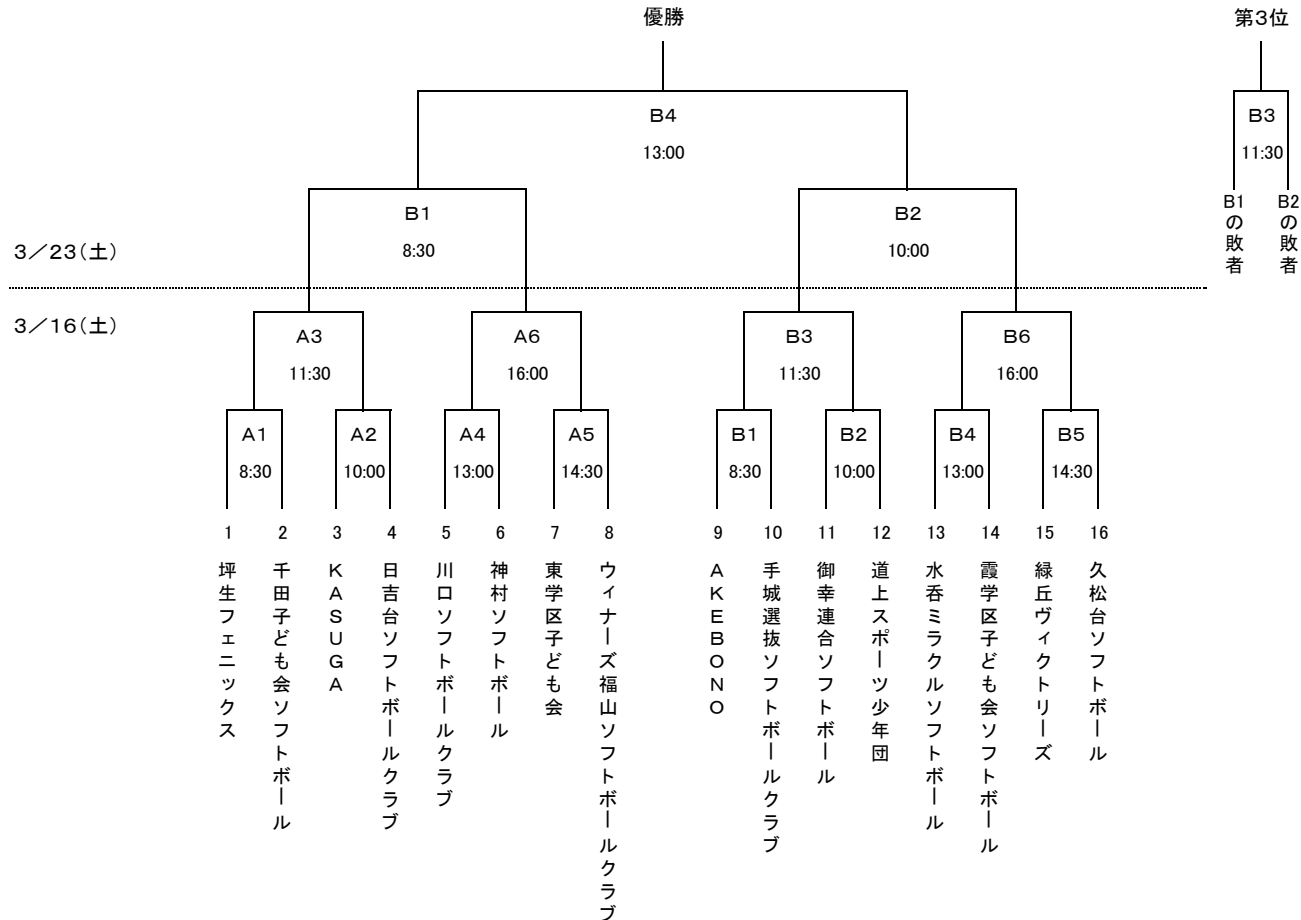 優勝
第3位
B4
13:00
B3
11:30
B1の敗者
B2の敗者
B1
8:30
B2
10:00
3／23(土)
3／16(土)
A3
11:30
A6
16:00
B3
11:30
B6
16:00
A1
8:30
A2
10:00
A4
13:00
A5
14:30
B1
8:30
B2
10:00
B4
13:00
B5
14:30
1
坪生フェニックス
2
千田子ども会ソフトボール
3
KASUGA
4
日吉台ソフトボールクラブ
5
川口ソフトボールクラブ
6
神村ソフトボール
7
東学区子ども会
8
ウィナーズ福山ソフトボールクラブ
9
AKEBONO
10
手城選抜ソフトボールクラブ
11
御幸連合ソフトボール
12
道上スポーツ少年団
13
水呑ミラクルソフトボール
14
霞学区子ども会ソフトボール
15
緑丘ヴィクトリーズ
16
久松台ソフトボール